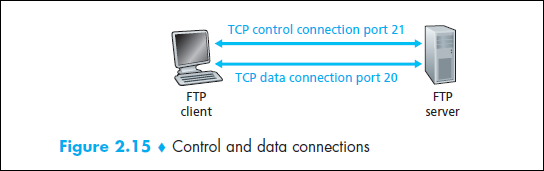 TCP control connection port 21
TCP data connection port 20
FTP
client
FTP
server
Figure 2.15 ♦ Control and data connections